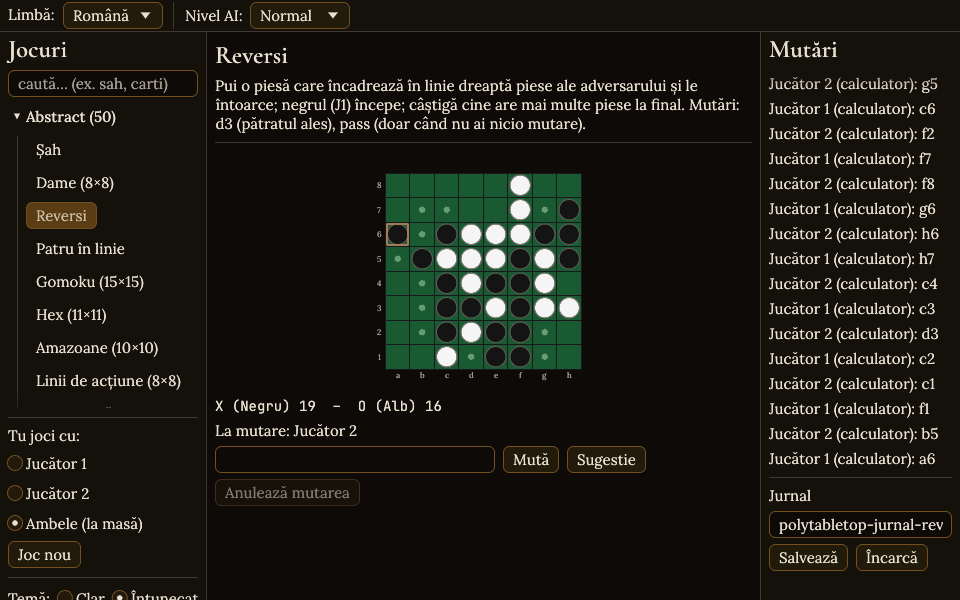 Limbă: Română ▼ Nivel AI: Normal ▼
Jocuri
caută... (ex. sah, carti)
▾ Abstract (50)
Șah
Dame (8×8)
Reversi
Patru în linie
Gomoku (15×15)
Hex (11×11)
Amazoane (10×10)
Linii de acțiune (8×8)
Tu joci cu:
Jucător 1
Jucător 2
Ambele (la masă)
Joc nou
Temă: Clar Întunecat
Reversi
Pui o piesă care încadrează în linie dreaptă piese ale adversarului și le
întoarce; negrul (J1) începe; câștigă cine are mai multe piese la final. Mutări:
d3 (pătratul ales), pass (doar când nu ai nicio mutare).
8
7
6
5
4
3
2
1
a b c d e f g h
X (Negru) 19 – O (Alb) 16
La mutare: Jucător 2
Mută Sugestie
Anulează mutarea
Mutări
Jucător 2 (calculator): g5
Jucător 1 (calculator): c6
Jucător 2 (calculator): f2
Jucător 1 (calculator): f7
Jucător 2 (calculator): f8
Jucător 1 (calculator): g6
Jucător 2 (calculator): h6
Jucător 1 (calculator): h7
Jucător 2 (calculator): c4
Jucător 1 (calculator): c3
Jucător 2 (calculator): d3
Jucător 1 (calculator): c2
Jucător 2 (calculator): c1
Jucător 1 (calculator): f1
Jucător 2 (calculator): b5
Jucător 1 (calculator): a6
Jurnal
polytabletop-jurnal-rev
Salvează Încarcă